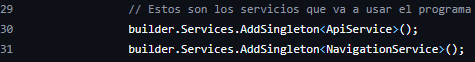 29 // Estos son los servicios que va a usar el programa
30 builder.Services.AddSingleton<ApiService>();
31 builder.Services.AddSingleton<NavigationService>();